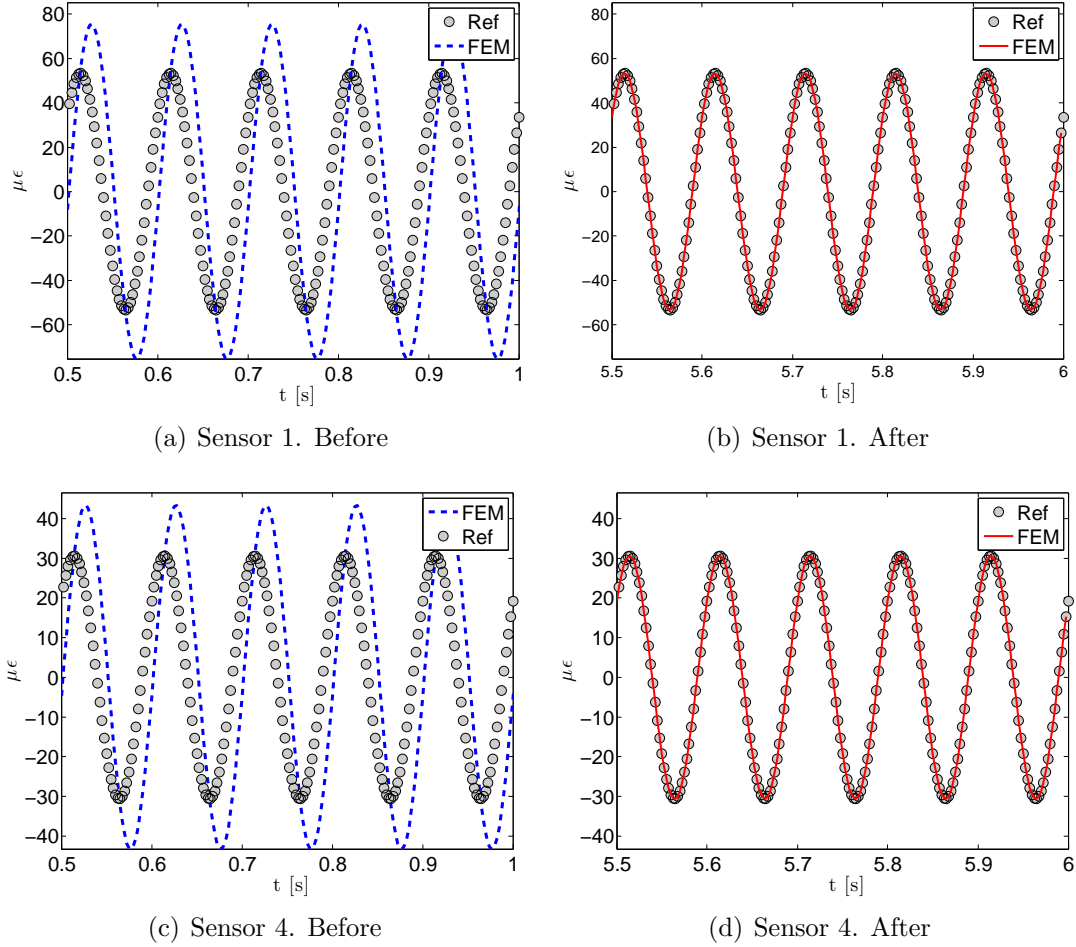 80
60
40
20
0
−20
−40
−60
με
0.5 0.6 0.7 0.8 0.9 1
t [s]
Ref
FEM
(a) Sensor 1. Before
80
60
40
20
0
−20
−40
−60
με
5.5 5.6 5.7 5.8 5.9 6
t [s]
Ref
FEM
(b) Sensor 1. After
40
30
20
10
0
−10
−20
−30
−40
με
0.5 0.6 0.7 0.8 0.9 1
t [s]
FEM
Ref
(c) Sensor 4. Before
40
30
20
10
0
−10
−20
−30
−40
με
5.5 5.6 5.7 5.8 5.9 6
t [s]
Ref
FEM
(d) Sensor 4. After